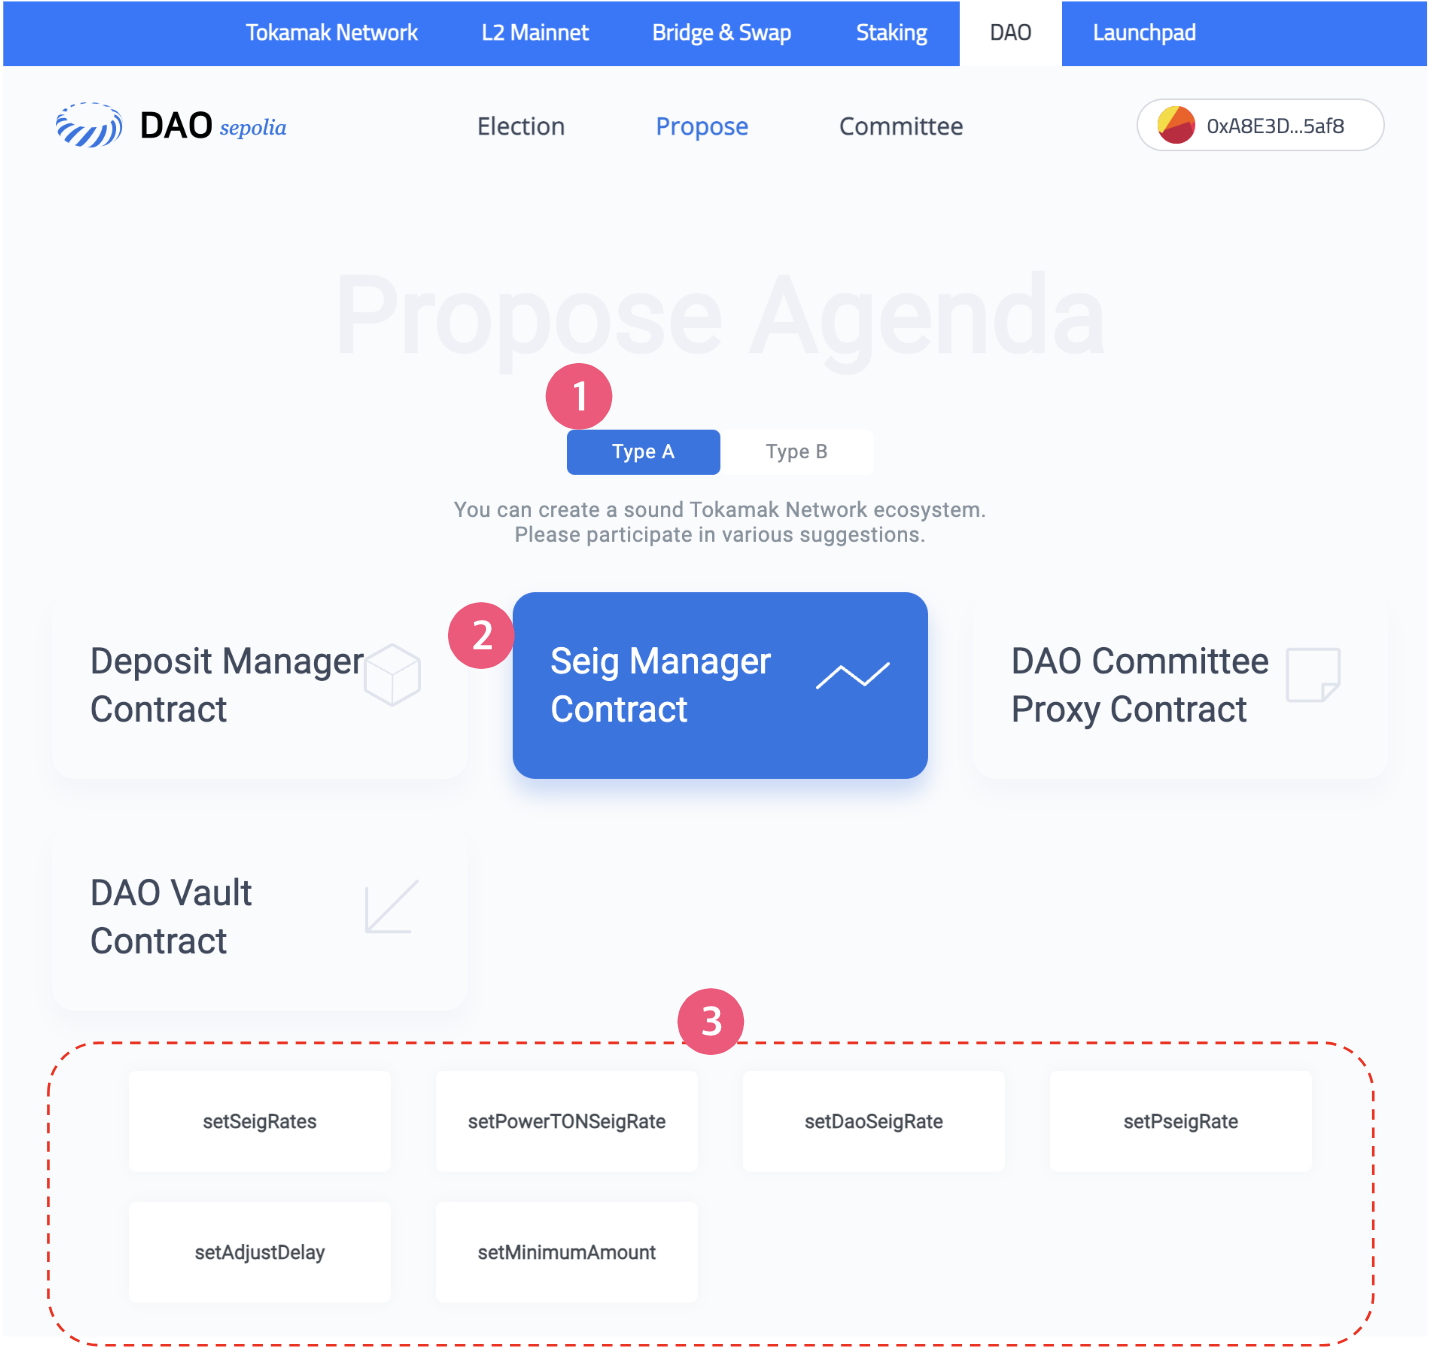 Tokamak Network L2 Mainnet Bridge & Swap Staking DAO Launchpad
DAO sepolia Election Propose Committee 0xA8E3D...5af8
Propose Agenda
1
Type A Type B
You can create a sound Tokamak Network ecosystem.
Please participate in various suggestions.
2
Deposit Manager
Contract
Seig Manager
Contract
DAO Committee
Proxy Contract
DAO Vault
Contract
3
setSeigRates setPowerTONSeigRate setDaoSeigRate setPseigRate
setAdjustDelay setMinimumAmount